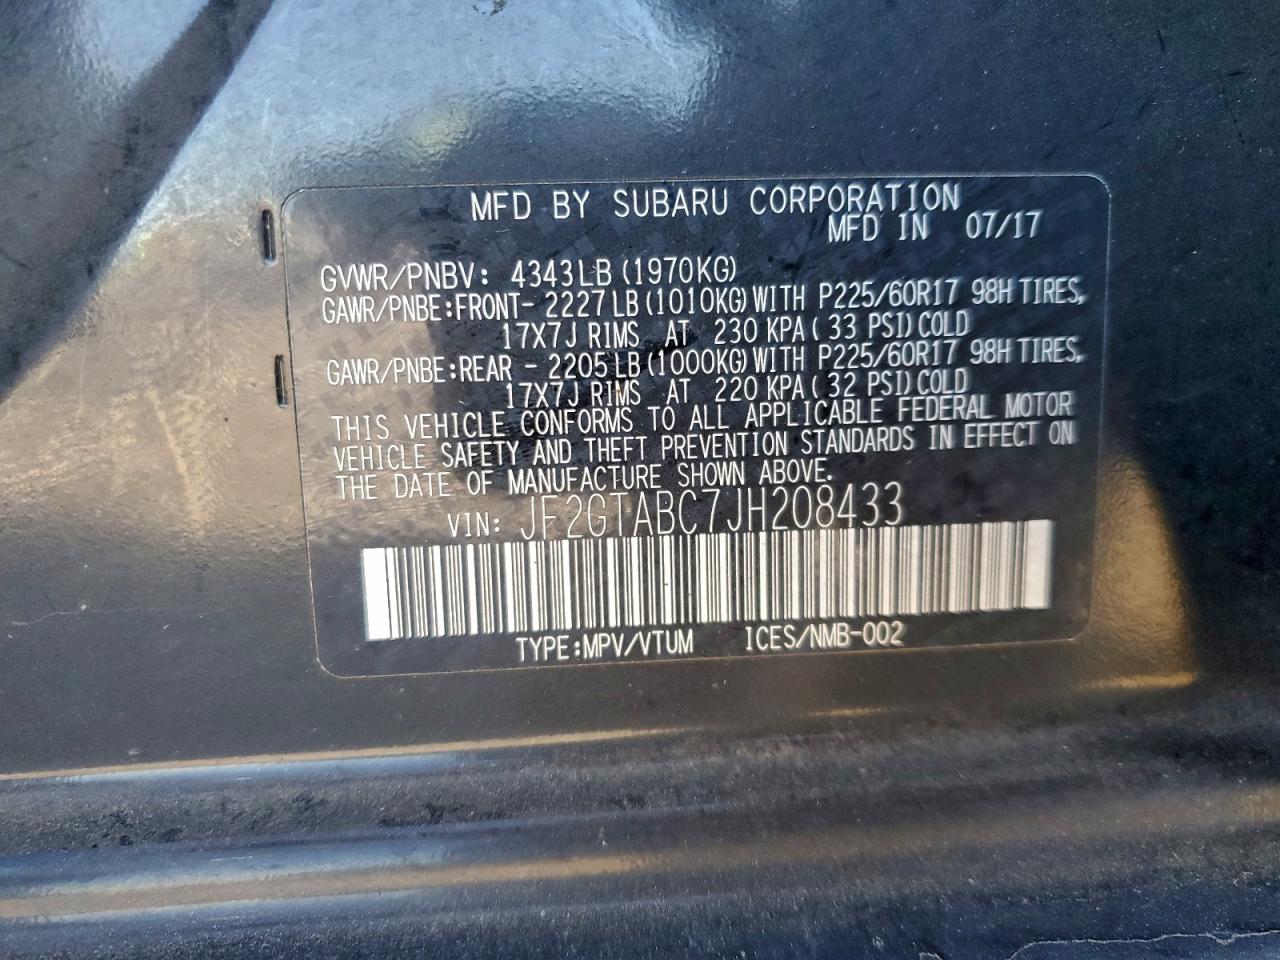 MFD BY SUBARU CORPORATION
MFD IN 07/17
GVWR/PNBV: 4343LB (1970KG)
GAWR/PNBE:FRONT- 2227 LB (1010KG) WITH P225/60R17 98H TIRES,
17X7J RIMS AT 230 KPA ( 33 PSI) COLD
GAWR/PNBE:REAR - 2205 LB (1000KG) WITH P225/60R17 98H TIRES,
17X7J RIMS AT 220 KPA ( 32 PSI) COLD
THIS VEHICLE CONFORMS TO ALL APPLICABLE FEDERAL MOTOR
VEHICLE SAFETY AND THEFT PREVENTION STANDARDS IN EFFECT ON
THE DATE OF MANUFACTURE SHOWN ABOVE.
VIN: JF2GTABC7JH208433
TYPE:MPV/VTUM ICES/NMB-002